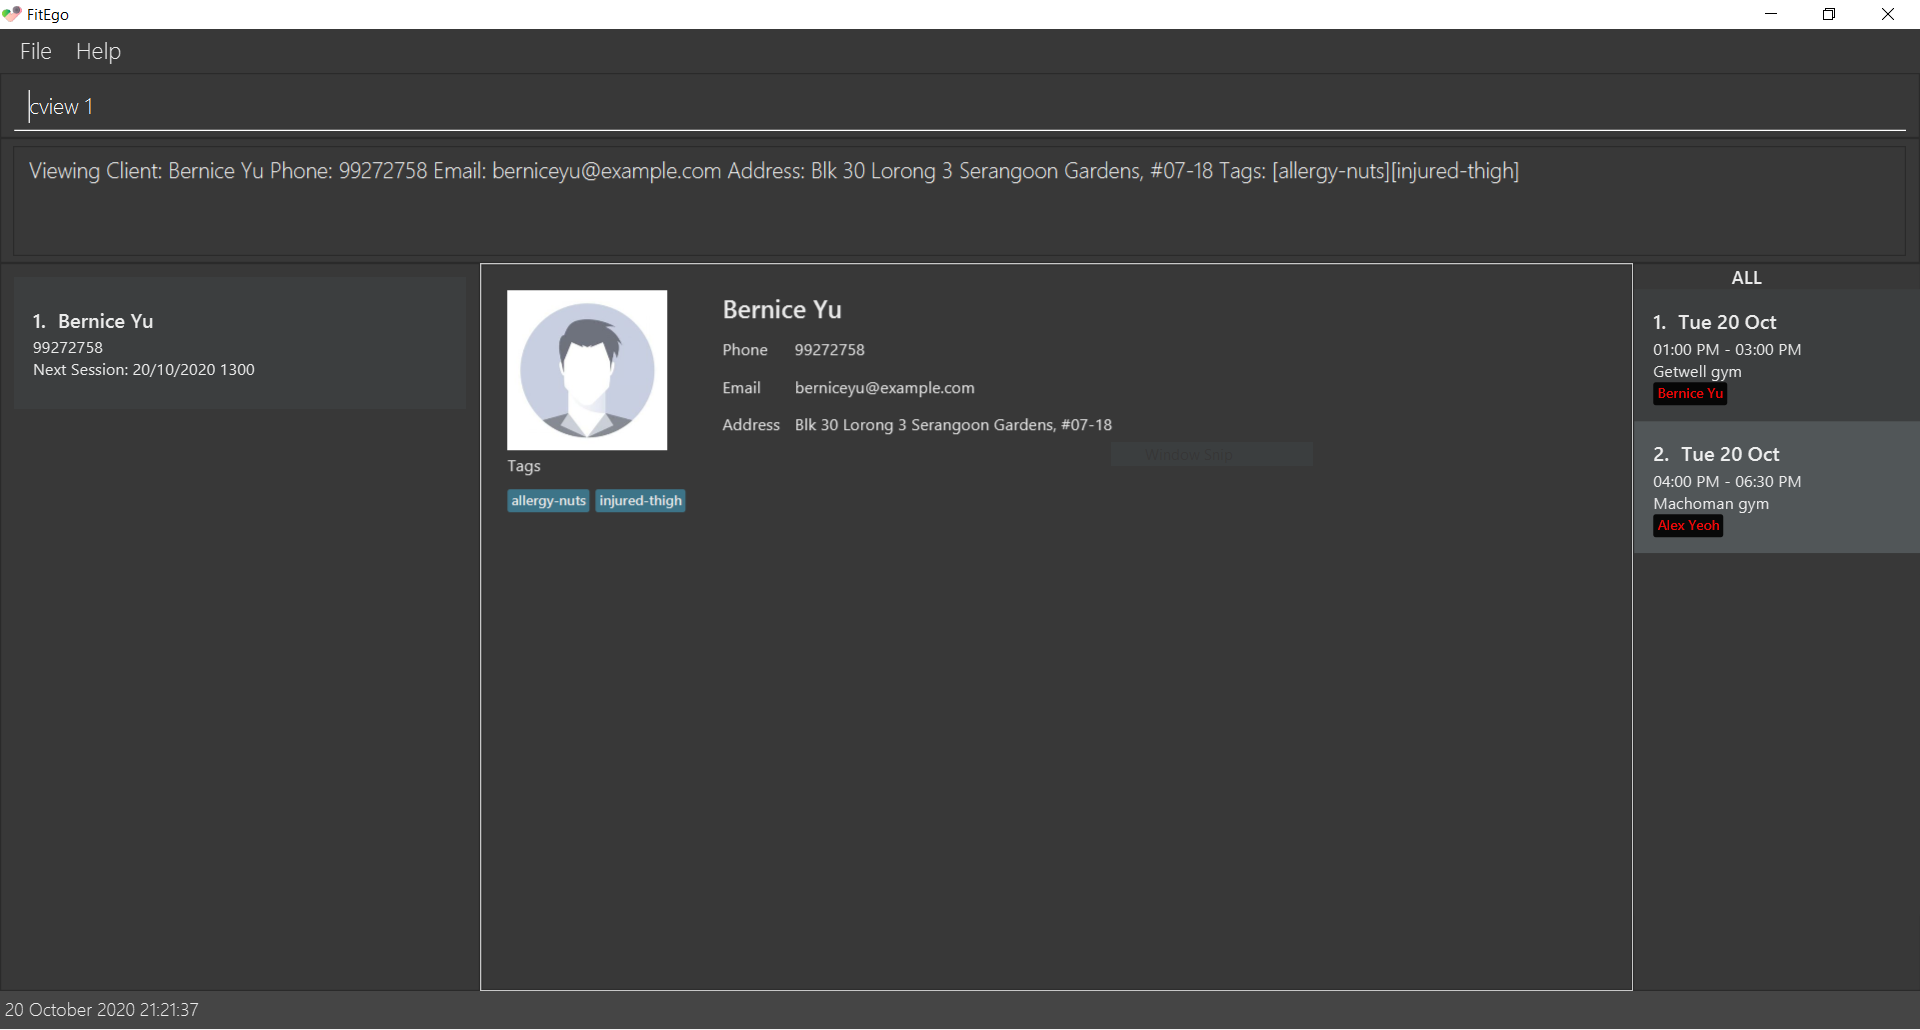 FitEgo
File Help
cview 1
Viewing Client: Bernice Yu Phone: 99272758 Email: berniceyu@example.com Address: Blk 30 Lorong 3 Serangoon Gardens, #07-18 Tags: [allergy-nuts][injured-thigh]
1. Bernice Yu
99272758
Next Session: 20/10/2020 1300
Bernice Yu
Phone 99272758
Email berniceyu@example.com
Address Blk 30 Lorong 3 Serangoon Gardens, #07-18
Window Snip
Tags
allergy-nuts injured-thigh
ALL
1. Tue 20 Oct
01:00 PM - 03:00 PM
Getwell gym
Bernice Yu
2. Tue 20 Oct
04:00 PM - 06:30 PM
Machoman gym
Alex Yeoh
20 October 2020 21:21:37